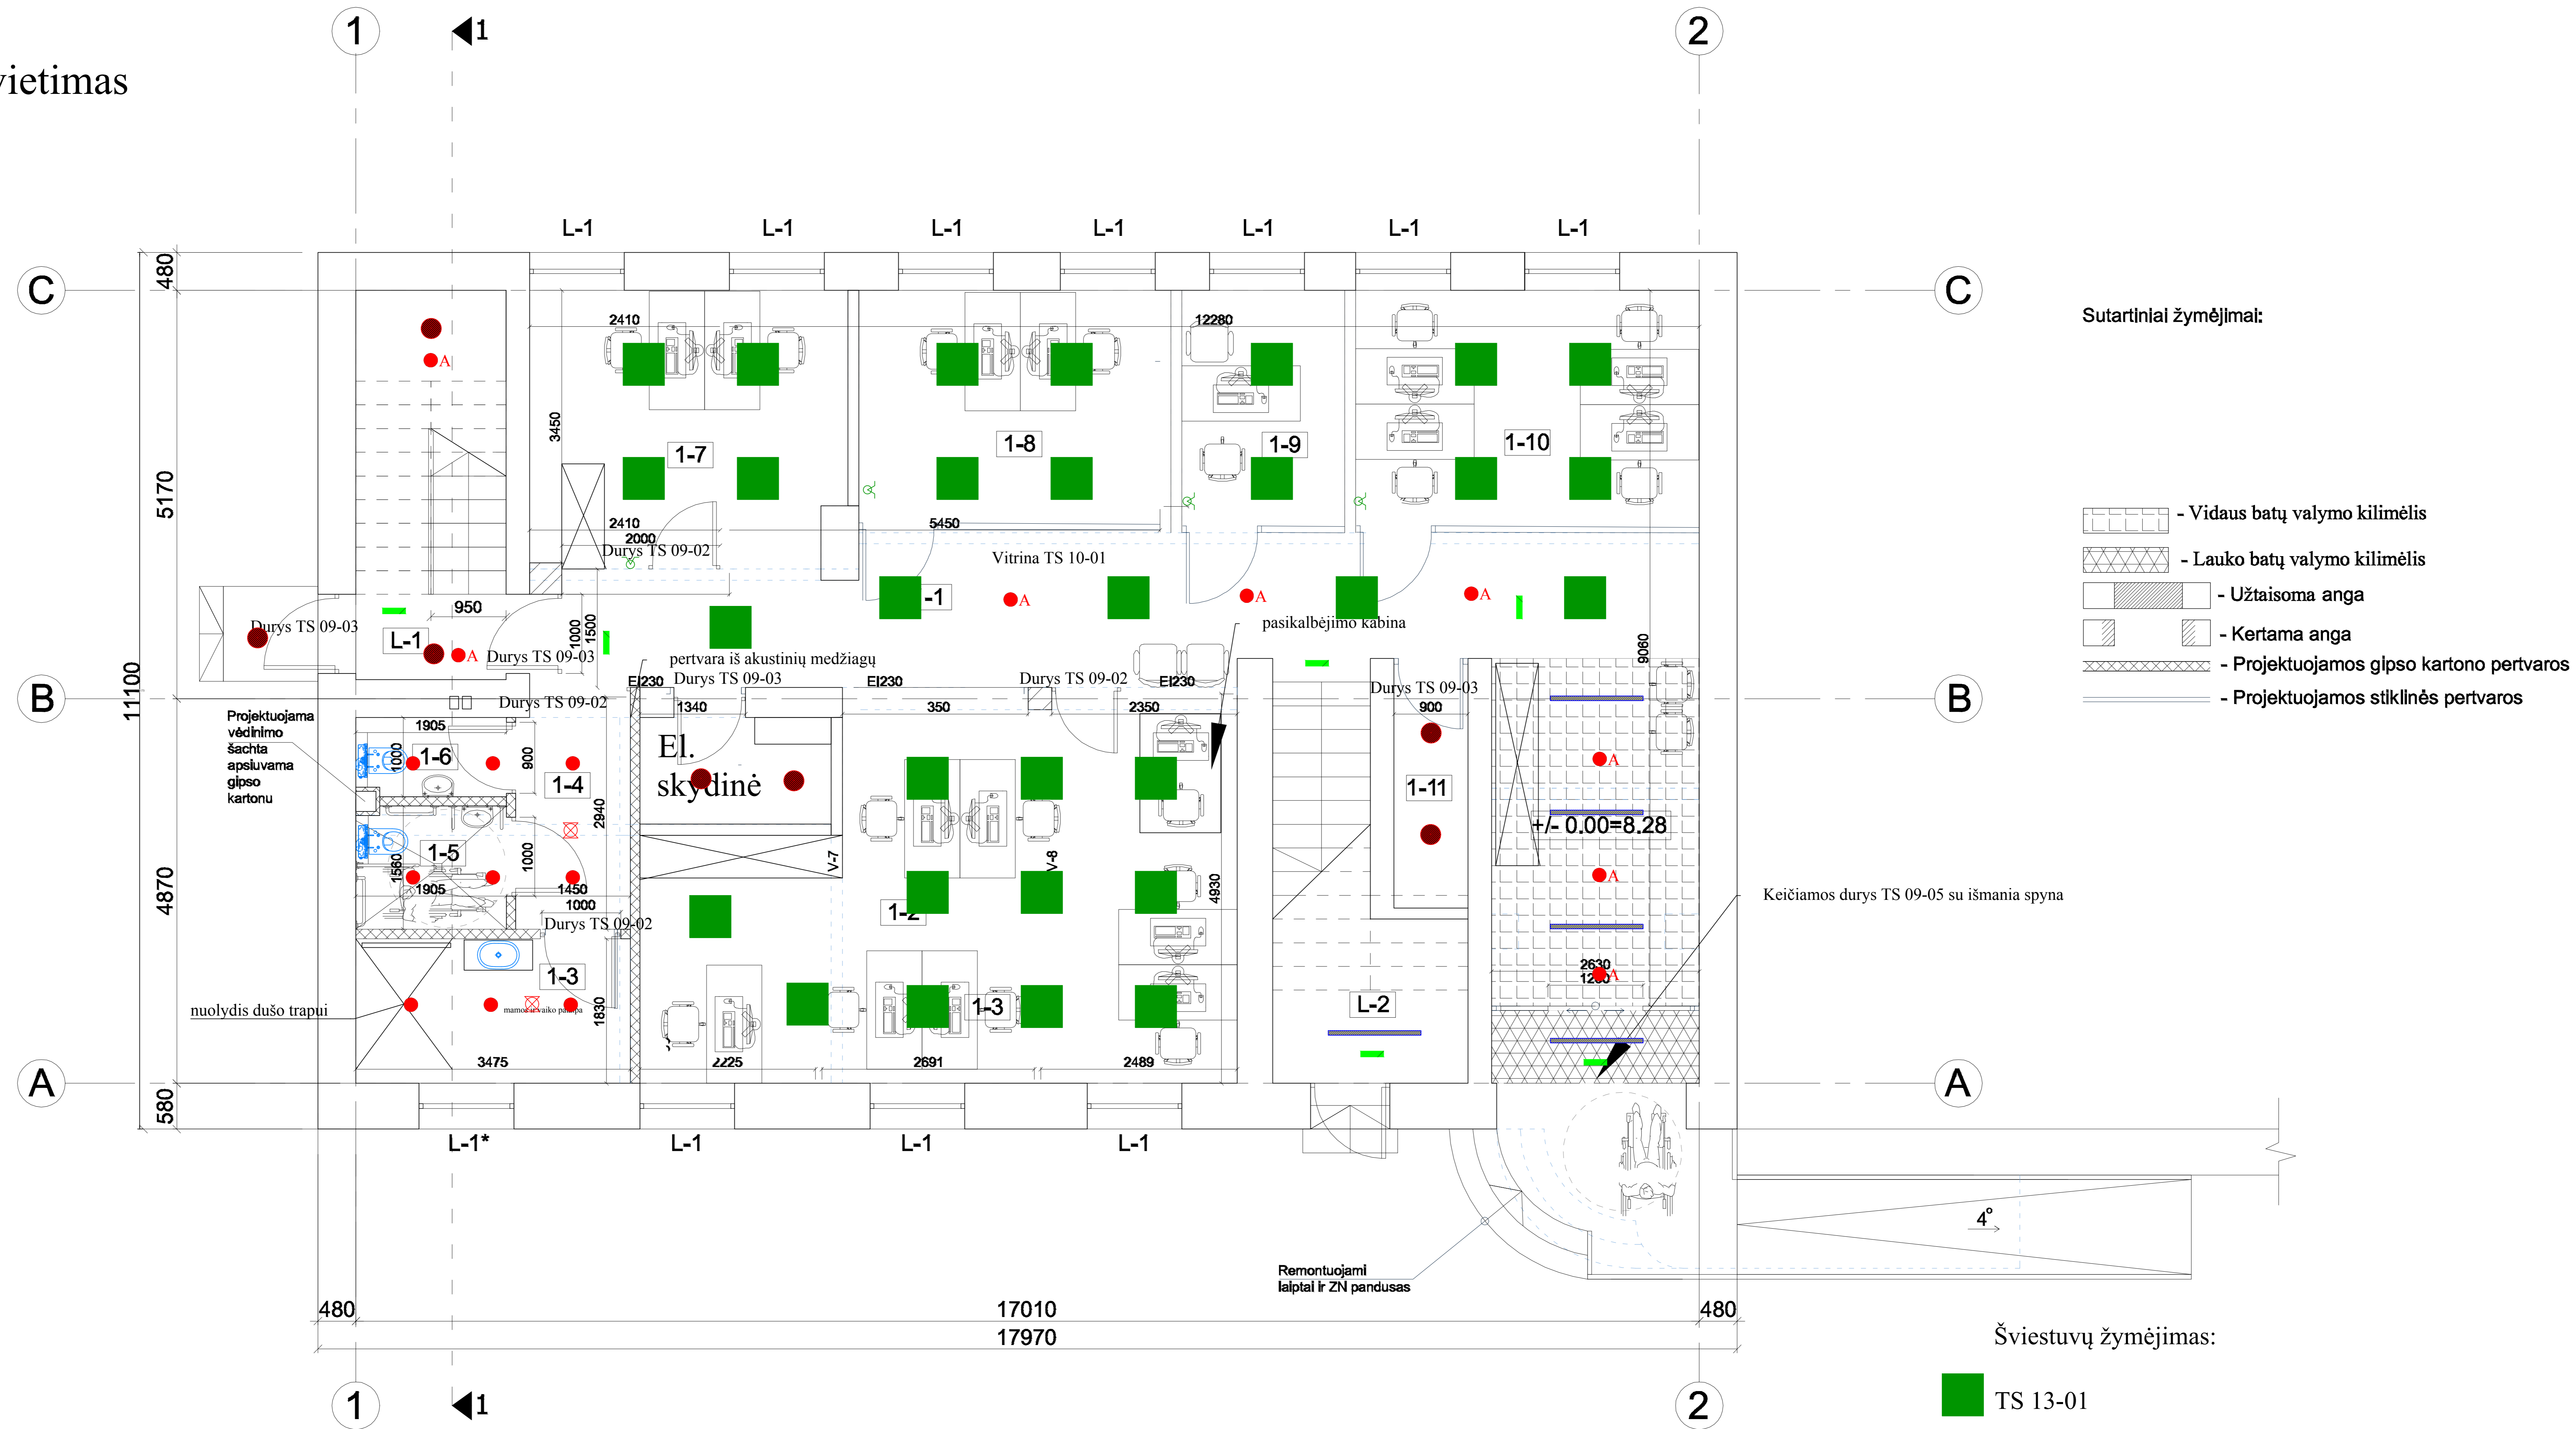 1
1
2
vietimas
L-1
L-1
L-1
L-1
L-1
L-1
L-1
480
C
C
Sutartiniai žymėjimai:
2410
12280
A
3450
1-7
1-8
1-9
1-10
5170
- Vidaus batų valymo kilimėlis
2410
5450
2000
Durys TS 09-02
Vitrina TS 10-01
- Lauko batų valymo kilimėlis
- Užtaisoma anga
-1
A
A
A
950
Durys TS 09-03
L-1
A
Durys TS 09-03
1000
1500
pasikalbėjimo kabina
- Kertama anga
pertvara iš akustinių medžiagų
9060
- Projektuojamos gipso kartono pertvaros
11100
EI230
Durys TS 09-03
EI230
Durys TS 09-02
EI230
Durys TS 09-03
B
B
Durys TS 09-02
1340
350
2350
900
- Projektuojamos stiklinės pertvaros
Projektuojama
vėdinimo
šachta
apsiuvama
gipso
kartonu
1905
1-6
1000
900
1-4
El.
skydinė
1-11
A
2940
+/- 0.00=8.28
1-5
1560
1000
V-7
V-8
4870
1905
1450
4930
A
Keičiamos durys TS 09-05 su išmania spyna
1000
Durys TS 09-02
1-2
1-3
2630
A
nuolydis dušo trapui
1830
1-3
L-2
3475
2225
2691
2489
A
A
580
L-1*
L-1
L-1
L-1
4°
Remontuojami
laiptai ir ZN pandusas
480
17010
480
17970
Šviestuvų žymėjimas:
1
1
2
TS 13-01